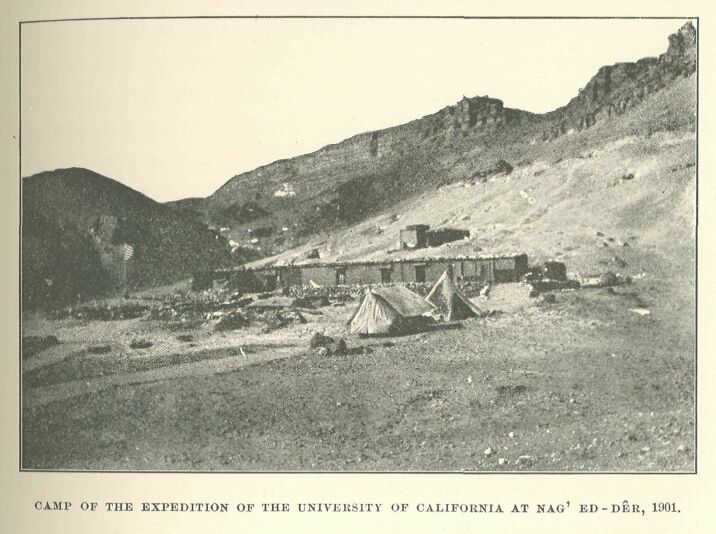 CAMP OF THE EXPEDITION OF THE UNIVERSITY OF CALIFORNIA AT NAG' ED-DÊR, 1901.